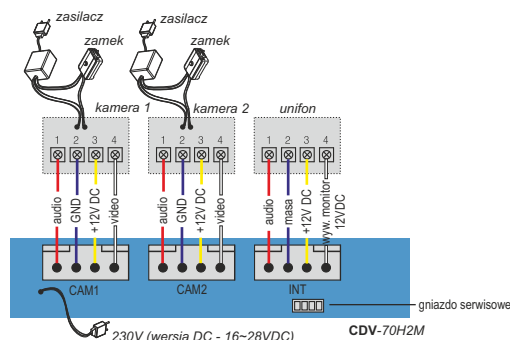 zasilacz
zasilacz
zamek
zamek
kamera 1
kamera 2
unifon
1 2 3 4
1 2 3 4
1 2 3 4
audio
GND
+12V DC
video
audio
GND
+12V DC
video
audio
masa
+12V DC
wyw. monitor
12VDC
CAM1
CAM2
INT
gniazdo serwisowe
230V (wersja DC - 16~28VDC)
CDV-70H2M